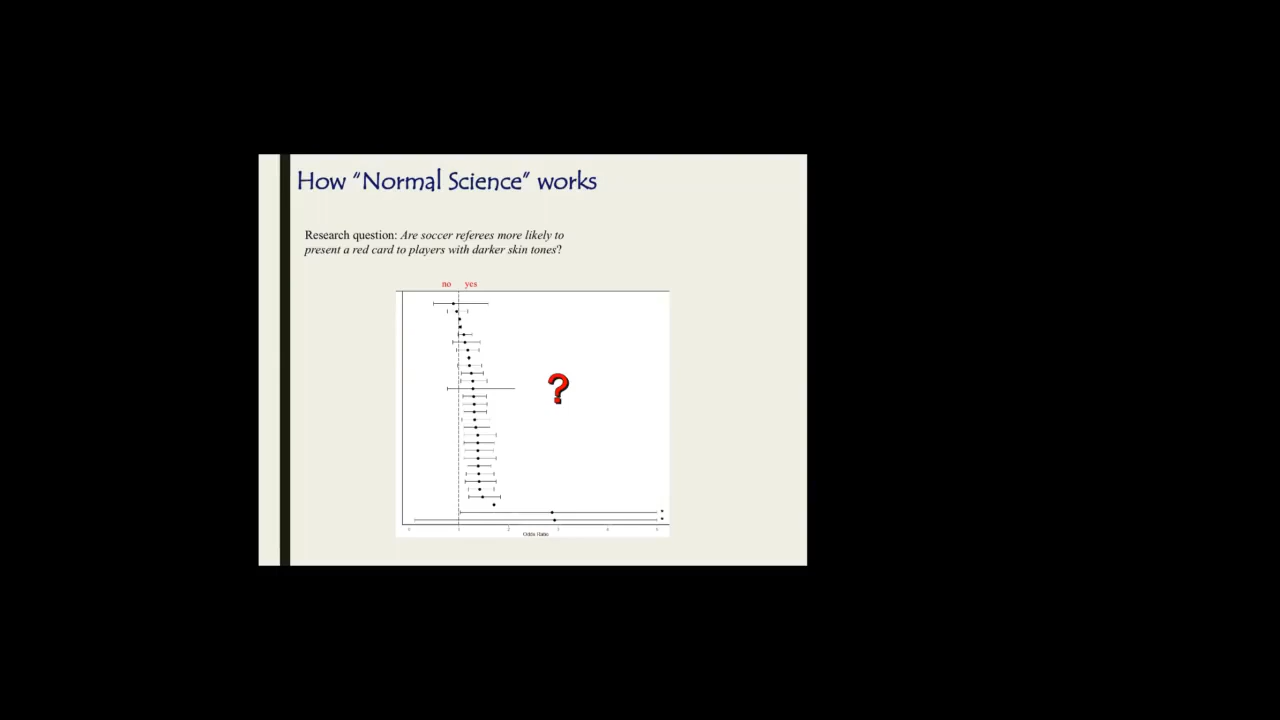 How “Normal Science” works
Research question: Are soccer referees more likely to
present a red card to players with darker skin tones?
no yes
?
Odds Ratio